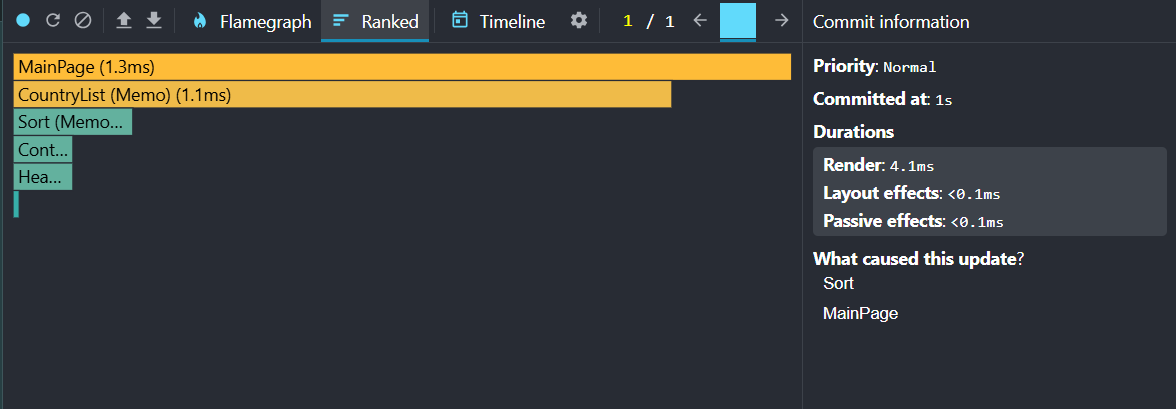 Flamegraph Ranked Timeline 1 / 1 Commit information
MainPage (1.3ms)
CountryList (Memo) (1.1ms)
Sort (Memo...
Cont...
Hea...
Priority: Normal
Committed at: 1s
Durations
Render: 4.1ms
Layout effects: <0.1ms
Passive effects: <0.1ms
What caused this update?
Sort
MainPage